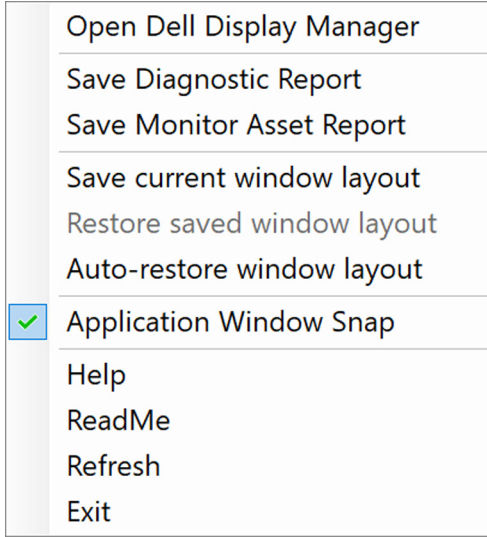 Open Dell Display Manager
Save Diagnostic Report
Save Monitor Asset Report
Save current window layout
Restore saved window layout
Auto-restore window layout
Application Window Snap
Help
ReadMe
Refresh
Exit